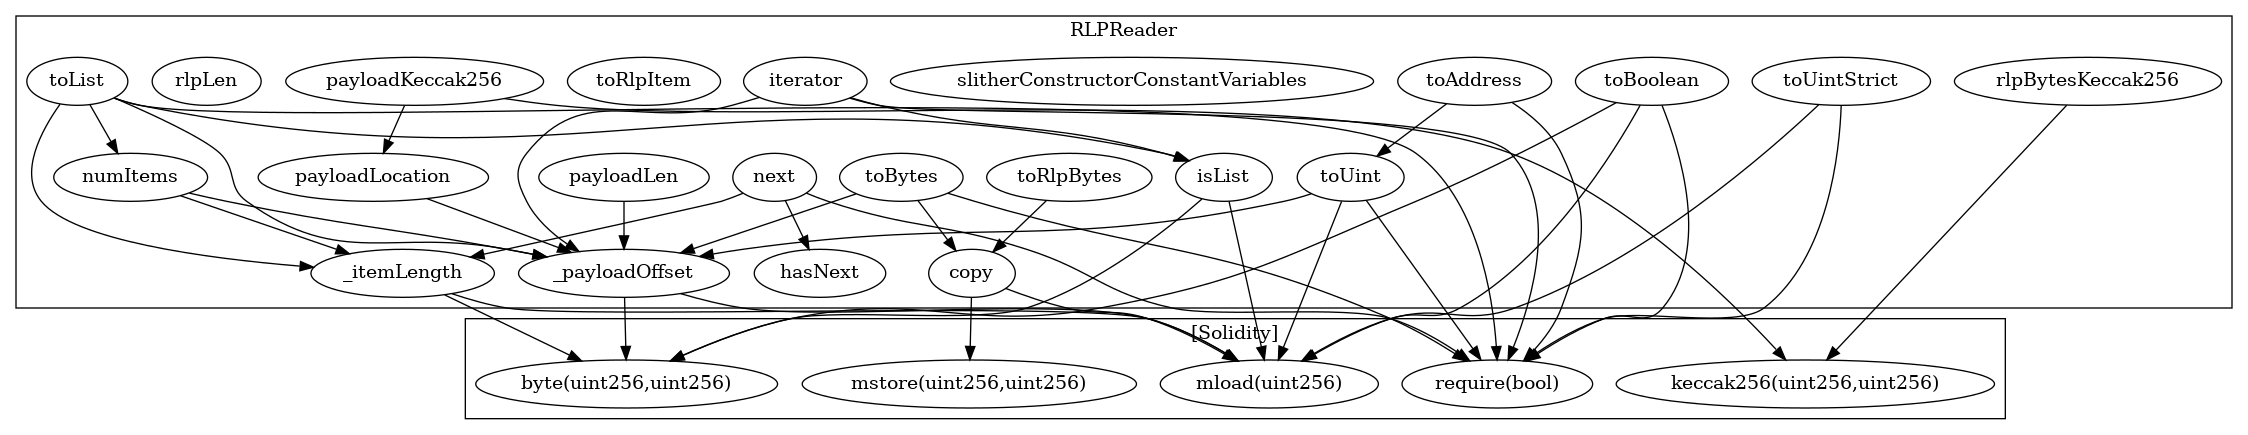 RLPReader
toList
rlpLen
payloadKeccak256
toRlpItem
iterator
slitherConstructorConstantVariables
toAddress
toBoolean
toUintStrict
rlpBytesKeccak256
numItems
payloadLocation
payloadLen
next
toBytes
toRlpBytes
isList
toUint
_itemLength
_payloadOffset
hasNext
copy
[Solidity]
byte(uint256,uint256)
mstore(uint256,uint256)
mload(uint256)
require(bool)
keccak256(uint256,uint256)